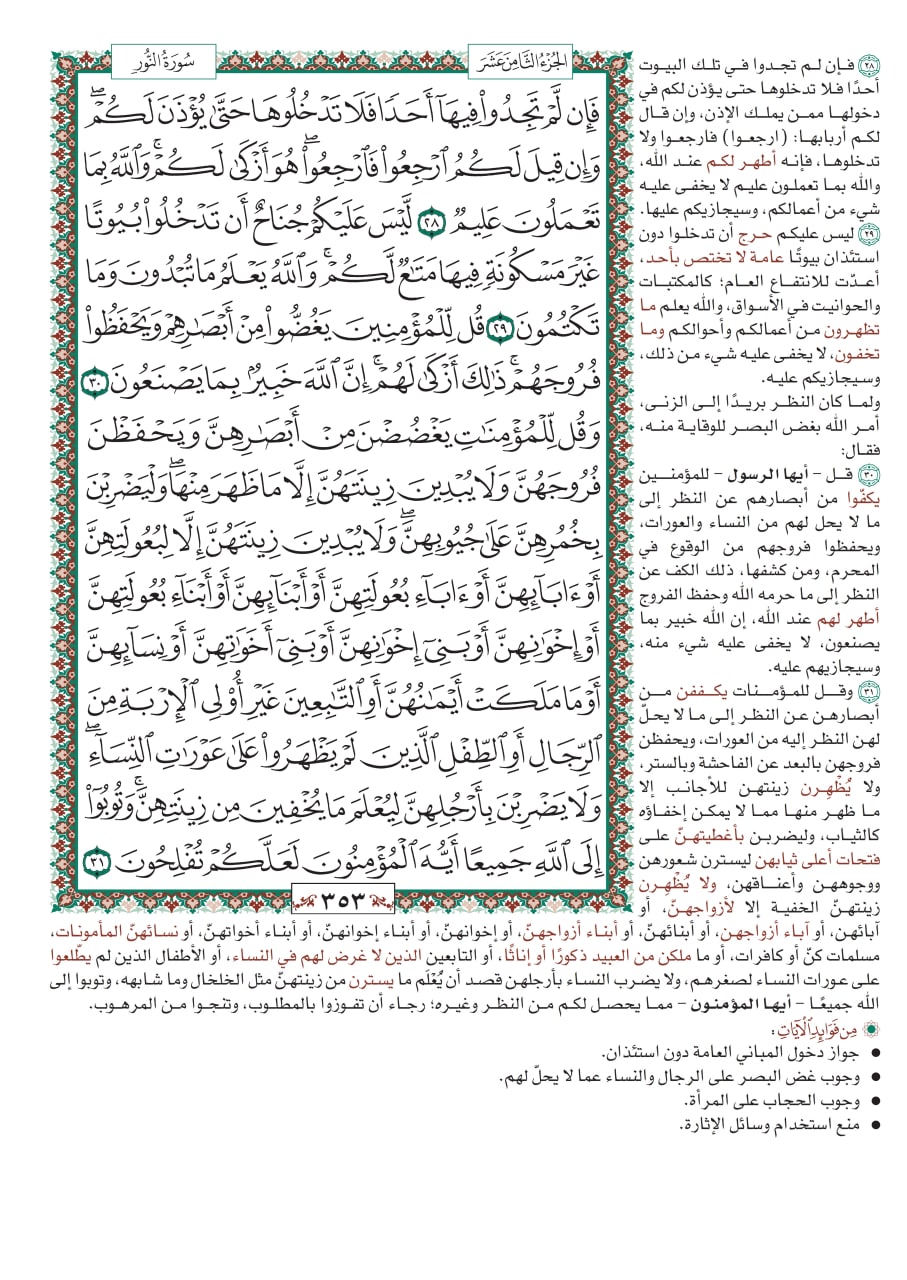 سُورَةُ النُّورِ
الجُزْءُ الثَّامِنَ عَشَرَ
فَإِن لَّمْ تَجِدُوا۟ فِيهَآ أَحَدًا فَلَا تَدْخُلُوهَا حَتَّىٰ يُؤْذَنَ لَكُمْ ۖ
وَإِن قِيلَ لَكُمُ ٱرْجِعُوا۟ فَٱرْجِعُوا۟ ۖ هُوَ أَزْكَىٰ لَكُمْ ۚ وَٱللَّهُ بِمَا
تَعْمَلُونَ عَلِيمٌ ٢٨ لَّيْسَ عَلَيْكُمْ جُنَاحٌ أَن تَدْخُلُوا۟ بُيُوتًا
غَيْرَ مَسْكُونَةٍ فِيهَا مَتَـٰعٌ لَّكُمْ ۚ وَٱللَّهُ يَعْلَمُ مَا تُبْدُونَ وَمَا
تَكْتُمُونَ ٢٩ قُل لِّلْمُؤْمِنِينَ يَغُضُّوا۟ مِنْ أَبْصَـٰرِهِمْ وَيَحْفَظُوا۟
فُرُوجَهُمْ ۚ ذَٰلِكَ أَزْكَىٰ لَهُمْ ۗ إِنَّ ٱللَّهَ خَبِيرٌۢ بِمَا يَصْنَعُونَ ٣٠
وَقُل لِّلْمُؤْمِنَـٰتِ يَغْضُضْنَ مِنْ أَبْصَـٰرِهِنَّ وَيَحْفَظْنَ
فُرُوجَهُنَّ وَلَا يُبْدِينَ زِينَتَهُنَّ إِلَّا مَا ظَهَرَ مِنْهَا ۖ وَلْيَضْرِبْنَ
بِخُمُرِهِنَّ عَلَىٰ جُيُوبِهِنَّ ۖ وَلَا يُبْدِينَ زِينَتَهُنَّ إِلَّا لِبُعُولَتِهِنَّ
أَوْ ءَابَآئِهِنَّ أَوْ ءَابَآءِ بُعُولَتِهِنَّ أَوْ أَبْنَآئِهِنَّ أَوْ أَبْنَآءِ بُعُولَتِهِنَّ
أَوْ إِخْوَٰنِهِنَّ أَوْ بَنِىٓ إِخْوَٰنِهِنَّ أَوْ بَنِىٓ أَخَوَٰتِهِنَّ أَوْ نِسَآئِهِنَّ
أَوْ مَا مَلَكَتْ أَيْمَـٰنُهُنَّ أَوِ ٱلتَّـٰبِعِينَ غَيْرِ أُو۟لِى ٱلْإِرْبَةِ مِنَ
ٱلرِّجَالِ أَوِ ٱلطِّفْلِ ٱلَّذِينَ لَمْ يَظْهَرُوا۟ عَلَىٰ عَوْرَٰتِ ٱلنِّسَآءِ ۖ
وَلَا يَضْرِبْنَ بِأَرْجُلِهِنَّ لِيُعْلَمَ مَا يُخْفِينَ مِن زِينَتِهِنَّ ۚ وَتُوبُوٓا۟
إِلَى ٱللَّهِ جَمِيعًا أَيُّهَ ٱلْمُؤْمِنُونَ لَعَلَّكُمْ تُفْلِحُونَ ٣١
٣٥٣
٢٨ فإن لم تجدوا في تلك البيوت
أحدًا فلا تدخلوها حتى يؤذن لكم في
دخولها ممن يملك الإذن، وإن قال
لكم أربابها: (ارجعوا) فارجعوا ولا
تدخلوها، فإنه أطهر لكم عند الله،
والله بما تعملون عليم لا يخفى عليه
شيء من أعمالكم، وسيجازيكم عليها.
٢٩ ليس عليكم حرج أن تدخلوا دون
استئذان بيوتًا عامة لا تختص بأحد،
أعدّت للانتفاع العام؛ كالمكتبات
والحوانيت في الأسواق، والله يعلم ما
تظهرون من أعمالكم وأحوالكم وما
تخفون، لا يخفى عليه شيء من ذلك،
وسيجازيكم عليه.
ولما كان النظر بريدًا إلى الزنى،
أمر الله بغض البصر للوقاية منه،
فقال:
٣٠ قل - أيها الرسول - للمؤمنين
يكفّوا من أبصارهم عن النظر إلى
ما لا يحل لهم من النساء والعورات،
ويحفظوا فروجهم من الوقوع في
المحرم، ومن كشفها، ذلك الكف عن
النظر إلى ما حرمه الله وحفظ الفروج
أطهر لهم عند الله، إن الله خبير بما
يصنعون، لا يخفى عليه شيء منه،
وسيجازيهم عليه.
٣١ وقل للمؤمنات يكففن من
أبصارهن عن النظر إلى ما لا يحلّ
لهن النظر إليه من العورات، ويحفظن
فروجهن بالبعد عن الفاحشة وبالستر،
ولا يُظْهِرن زينتهن للأجانب إلا
ما ظهر منها مما لا يمكن إخفاؤه
كالثياب، وليضربن بأغطيتهنّ على
فتحات أعلى ثيابهن ليسترن شعورهن
ووجوههن وأعناقهن، ولا يُظْهِرن
زينتهنّ الخفية إلا لأزواجهنّ، أو
آبائهن، أو آباء أزواجهن، أو أبنائهنّ، أو أبناء أزواجهنّ، أو إخوانهنّ، أو أبناء إخوانهنّ، أو أبناء أخواتهنّ، أو نسائهنّ المأمونات،
مسلمات كنّ أو كافرات، أو ما ملكن من العبيد ذكورًا أو إناثًا، أو التابعين الذين لا غرض لهم في النساء، أو الأطفال الذين لم يطّلعوا
على عورات النساء لصغرهم، ولا يضرب النساء بأرجلهن قصد أن يُعْلَم ما يسترن من زينتهنّ مثل الخلخال وما شابهه، وتوبوا إلى
الله جميعًا - أيها المؤمنون - مما يحصل لكم من النظر وغيره؛ رجاء أن تفوزوا بالمطلوب، وتنجوا من المرهوب.
مِن فَوَائِدِ الآيَاتِ:
• جواز دخول المباني العامة دون استئذان.
• وجوب غض البصر على الرجال والنساء عما لا يحلّ لهم.
• وجوب الحجاب على المرأة.
• منع استخدام وسائل الإثارة.